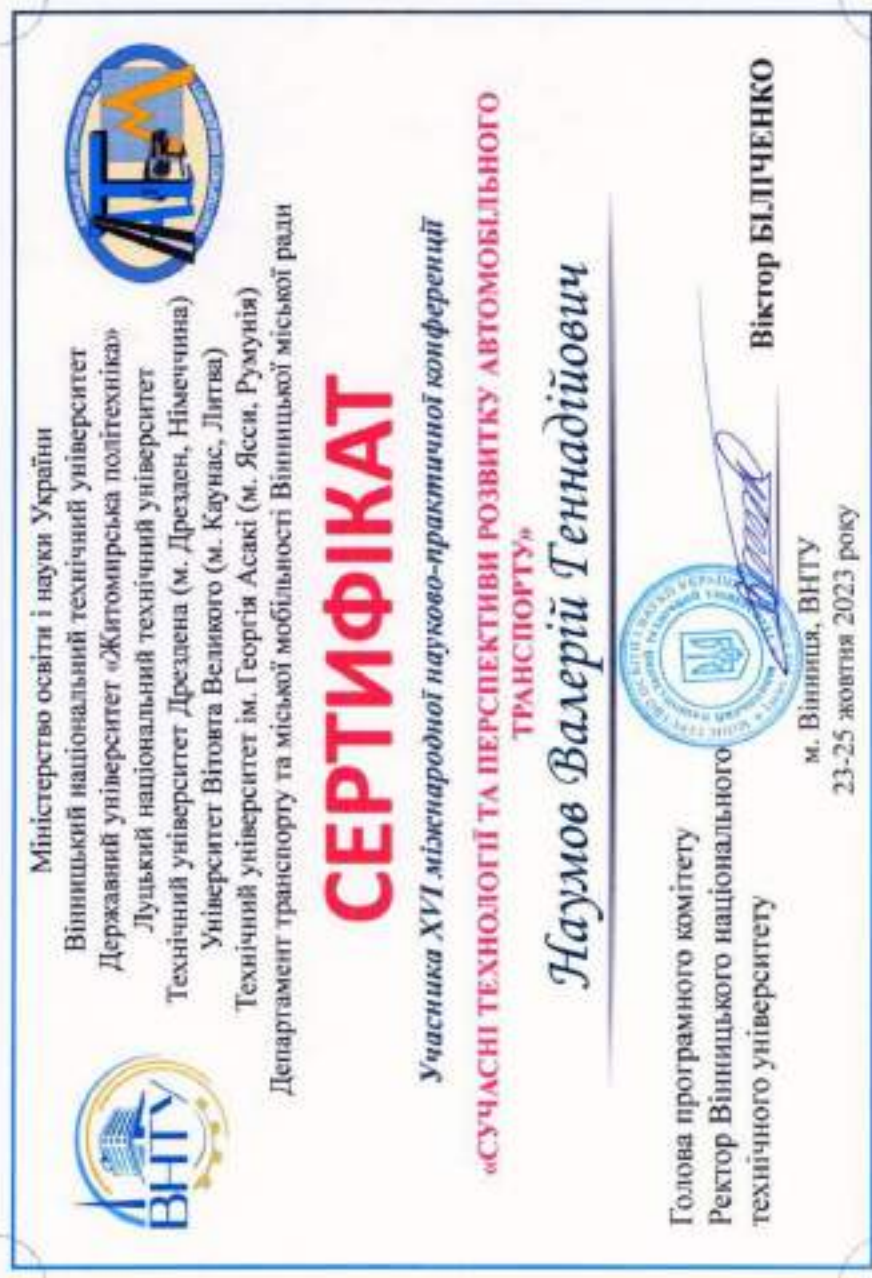 Міністерство освіти і науки України
Вінницький національний технічний університет
Державний університет «Житомирська політехніка»
Луцький національний технічний університет
Технічний університет Дрездена (м. Дрезден, Німеччина)
Університет Вітовта Великого (м. Каунас, Литва)
Технічний університет ім. Георгія Асакі (м. Ясси, Румунія)
Департамент транспорту та міської мобільності Вінницької міської ради
ВНТУ
СЕРТИФІКАТ
Учасника XVI міжнародної науково-практичної конференції
«СУЧАСНІ ТЕХНОЛОГІЇ ТА ПЕРСПЕКТИВИ РОЗВИТКУ АВТОМОБІЛЬНОГО
ТРАНСПОРТУ»
Наумов Валерій Геннадійович
Голова програмного комітету
Ректор Вінницького національного
технічного університету
Віктор БІЛІЧЕНКО
м. Вінниця, ВНТУ
23-25 жовтня 2023 року